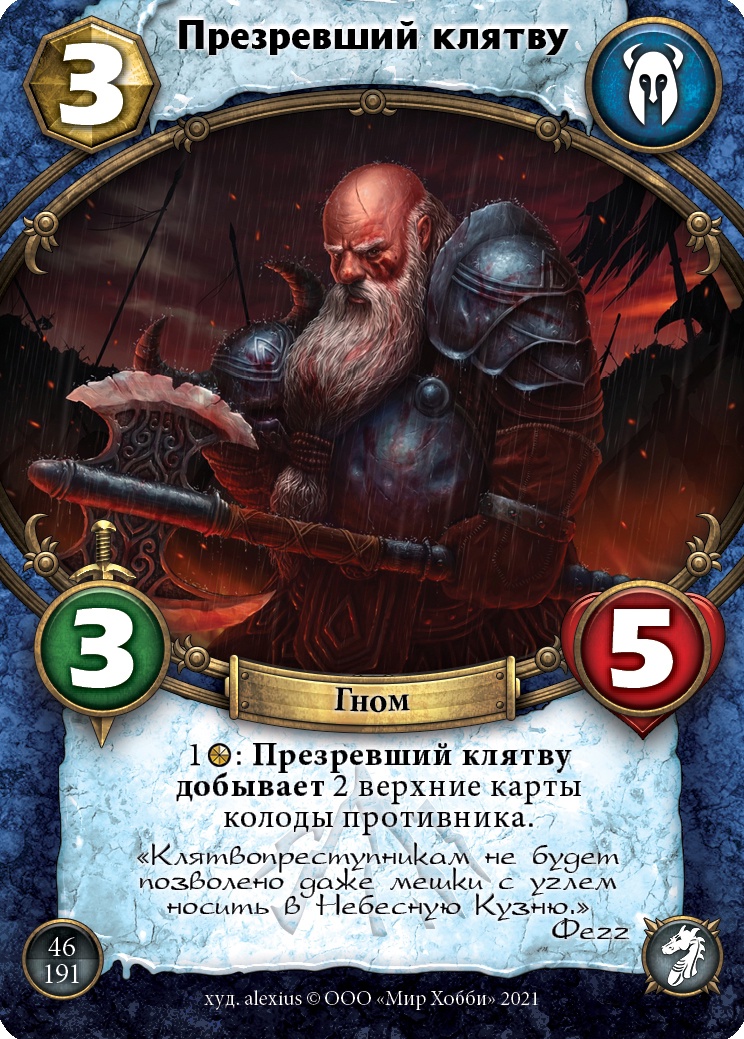 Презревший клятву
3
3
5
Гном
1 : Презревший клятву
добывает 2 верхние карты
колоды противника.
«Клятвопреступникам не будет
позволено даже мешки с углем
носить в Небесную Кузню.»
Фегг
46
191
худ. alexius © ООО «Мир Хобби» 2021